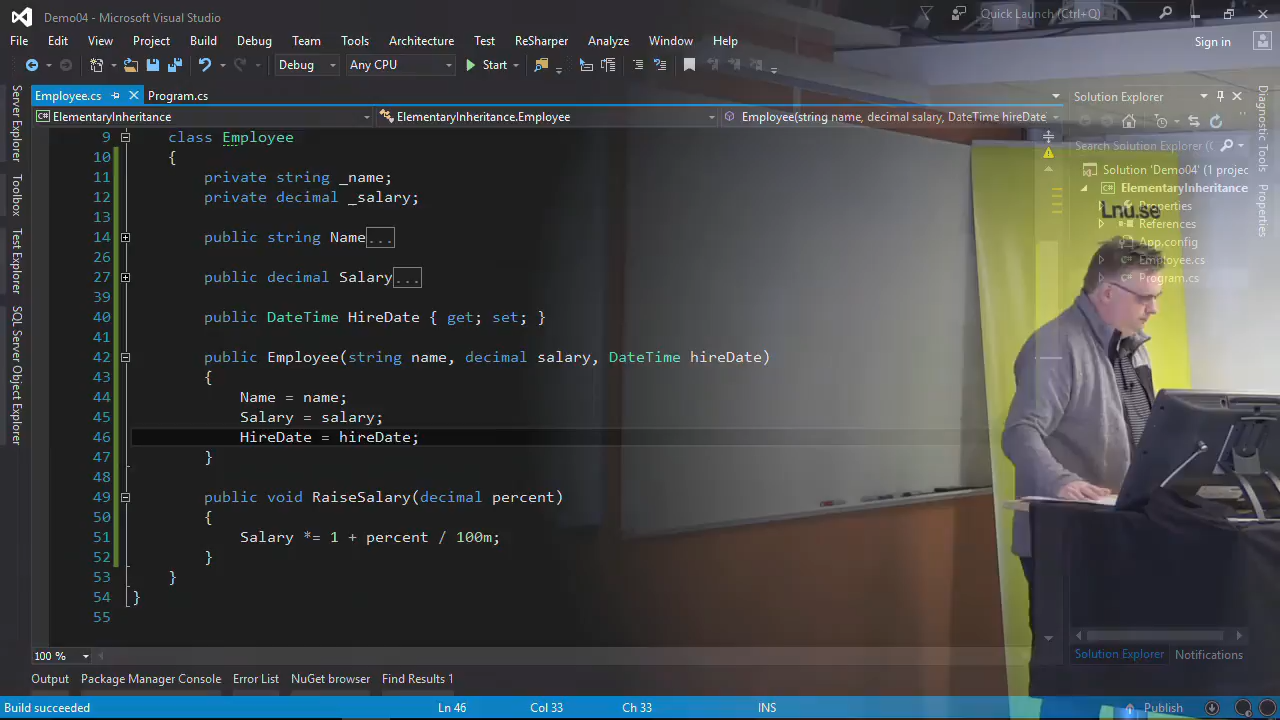 Demo04 - Microsoft Visual Studio
Quick Launch (Ctrl+Q)
File Edit View Project Build Debug Team Tools Architecture Test ReSharper Analyze Window Help
Sign in
Debug Any CPU Start
Employee.cs Program.cs
Solution Explorer
ElementaryInheritance ElementaryInheritance.Employee Employee(string name, decimal salary, DateTime hireDate
Search Solution Explorer (C
Solution 'Demo04' (1 projec
ElementaryInheritance
Properties
References
App.config
Employee.cs
Program.cs
Lnu.se
Server Explorer
Toolbox
Test Explorer
SQL Server Object Explorer
Diagnostic Tools
Properties
9 class Employee
10 {
11 private string _name;
12 private decimal _salary;
13
14 public string Name...
26
27 public decimal Salary...
39
40 public DateTime HireDate { get; set; }
41
42 public Employee(string name, decimal salary, DateTime hireDate)
43 {
44 Name = name;
45 Salary = salary;
46 HireDate = hireDate;
47 }
48
49 public void RaiseSalary(decimal percent)
50 {
51 Salary *= 1 + percent / 100m;
52 }
53 }
54 }
55
100 %
Solution Explorer Notifications
Output Package Manager Console Error List NuGet browser Find Results 1
Build succeeded Ln 46 Col 33 Ch 33 INS Publish